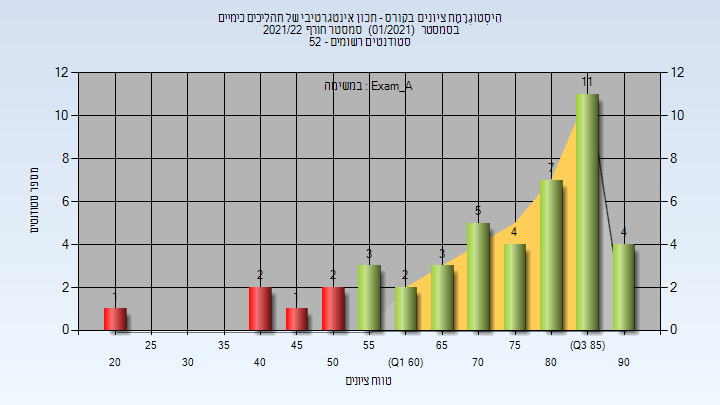 היסטוגרמת ציונים בקורס - תכון אינטגרטיבי של תהליכים כימיים
בסמסטר (01/2021) סמסטר חורף 2021/22
סטודנטים רשומים - 52
במשימה : Exam_A
מספר סטודנטים
12 10 8 6 4 2 0
12 10 8 6 4 2 0
1 2 1 2 3 2 3 5 4 7 11 4
25 35 45 55 65 75 (Q3 85)
20 30 40 50 (Q1 60) 70 80 90
טווח ציונים